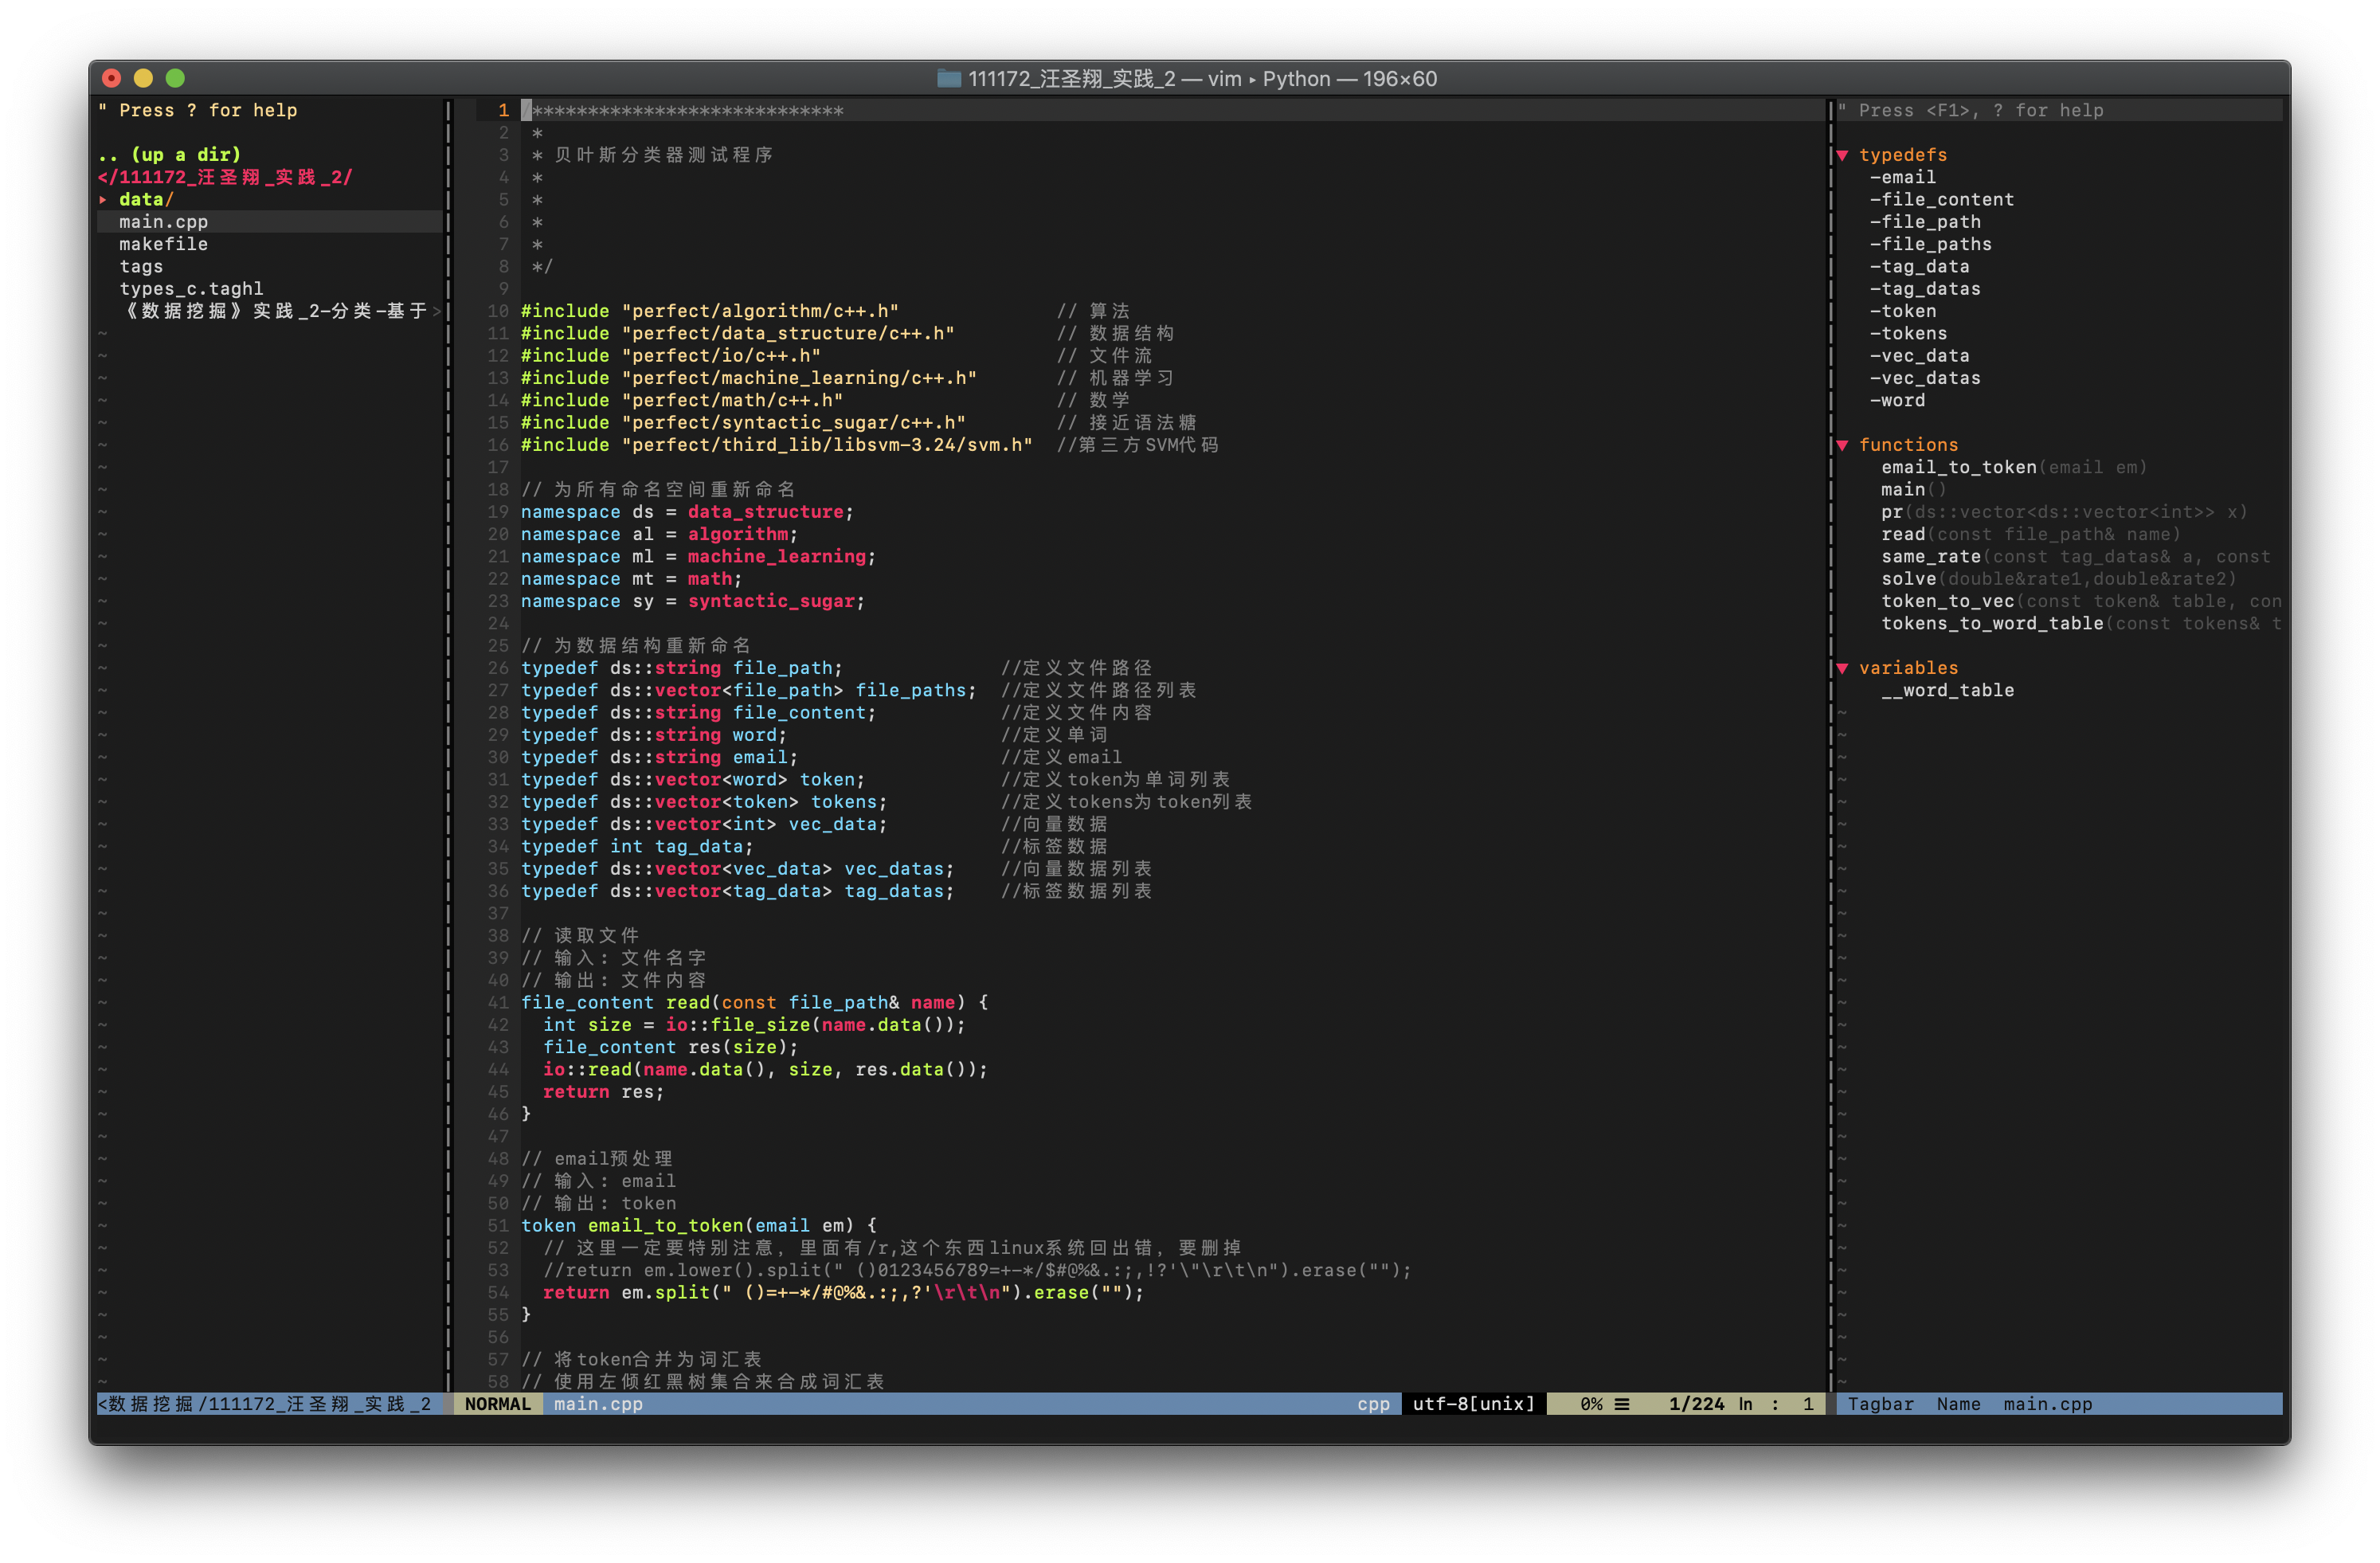 111172_汪圣翔_实践_2 — vim ▸ Python — 196×60
" Press ? for help
.. (up a dir)
</111172_汪圣翔_实践_2/
▸ data/
main.cpp
makefile
tags
types_c.taghl
《数据挖掘》实践_2-分类-基于>
<数据挖掘/111172_汪圣翔_实践_2
1 /****************************
2 *
3 * 贝叶斯分类器测试程序
4 *
5 *
6 *
7 *
8 */
9
10 #include "perfect/algorithm/c++.h" // 算法
11 #include "perfect/data_structure/c++.h" // 数据结构
12 #include "perfect/io/c++.h" // 文件流
13 #include "perfect/machine_learning/c++.h" // 机器学习
14 #include "perfect/math/c++.h" // 数学
15 #include "perfect/syntactic_sugar/c++.h" // 接近语法糖
16 #include "perfect/third_lib/libsvm-3.24/svm.h" //第三方SVM代码
17
18 // 为所有命名空间重新命名
19 namespace ds = data_structure;
20 namespace al = algorithm;
21 namespace ml = machine_learning;
22 namespace mt = math;
23 namespace sy = syntactic_sugar;
24
25 // 为数据结构重新命名
26 typedef ds::string file_path; //定义文件路径
27 typedef ds::vector<file_path> file_paths; //定义文件路径列表
28 typedef ds::string file_content; //定义文件内容
29 typedef ds::string word; //定义单词
30 typedef ds::string email; //定义email
31 typedef ds::vector<word> token; //定义token为单词列表
32 typedef ds::vector<token> tokens; //定义tokens为token列表
33 typedef ds::vector<int> vec_data; //向量数据
34 typedef int tag_data; //标签数据
35 typedef ds::vector<vec_data> vec_datas; //向量数据列表
36 typedef ds::vector<tag_data> tag_datas; //标签数据列表
37
38 // 读取文件
39 // 输入: 文件名字
40 // 输出: 文件内容
41 file_content read(const file_path& name) {
42 int size = io::file_size(name.data());
43 file_content res(size);
44 io::read(name.data(), size, res.data());
45 return res;
46 }
47
48 // email预处理
49 // 输入: email
50 // 输出: token
51 token email_to_token(email em) {
52 // 这里一定要特别注意, 里面有/r,这个东西linux系统回出错, 要删掉
53 //return em.lower().split(" ()0123456789=+-*/$#@%&.:;,!?'\"\r\t\n").erase("");
54 return em.split(" ()=+-*/#@%&.:;,?'\r\t\n").erase("");
55 }
56
57 // 将token合并为词汇表
58 // 使用左倾红黑树集合来合成词汇表
NORMAL main.cpp cpp utf-8[unix] 0% ☰ 1/224 ln : 1
" Press <F1>, ? for help
▼ typedefs
-email
-file_content
-file_path
-file_paths
-tag_data
-tag_datas
-token
-tokens
-vec_data
-vec_datas
-word
▼ functions
email_to_token(email em)
main()
pr(ds::vector<ds::vector<int>> x)
read(const file_path& name)
same_rate(const tag_datas& a, const
solve(double&rate1,double&rate2)
token_to_vec(const token& table, con
tokens_to_word_table(const tokens& t
▼ variables
__word_table
Tagbar Name main.cpp